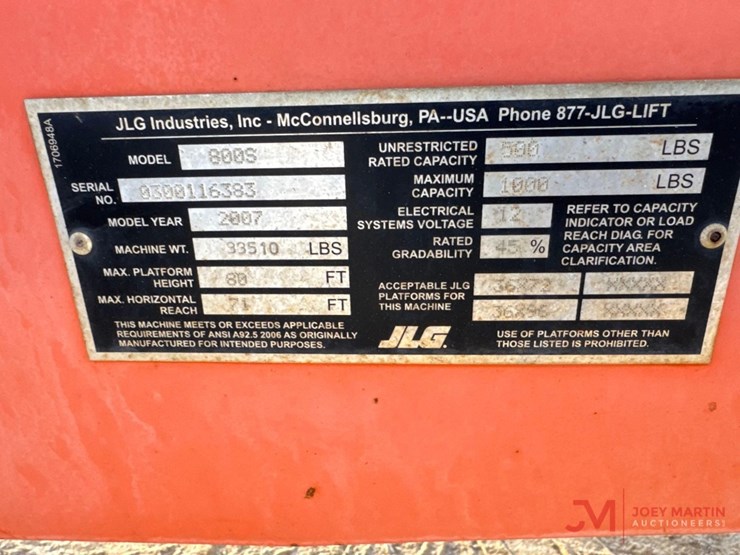 JLG Industries, Inc - McConnellsburg, PA--USA Phone 877-JLG-LIFT
1706948A
MODEL 800S
SERIAL NO. 0300116383
MODEL YEAR 2007
MACHINE WT. 33510 LBS
MAX. PLATFORM HEIGHT 80 FT
MAX. HORIZONTAL REACH 71 FT
THIS MACHINE MEETS OR EXCEEDS APPLICABLE
REQUIREMENTS OF ANSI A92.5 2006 AS ORIGINALLY
MANUFACTURED FOR INTENDED PURPOSES.
UNRESTRICTED RATED CAPACITY 500 LBS
MAXIMUM CAPACITY 1000 LBS
ELECTRICAL SYSTEMS VOLTAGE 12
RATED GRADABILITY 45 %
REFER TO CAPACITY
INDICATOR OR LOAD
REACH DIAG. FOR
CAPACITY AREA
CLARIFICATION.
ACCEPTABLE JLG
PLATFORMS FOR
THIS MACHINE
36X72 XXXXX
36X96 XXXXX
JLG
USE OF PLATFORMS OTHER THAN
THOSE LISTED IS PROHIBITED.
JM JOEY MARTIN
AUCTIONEERS!